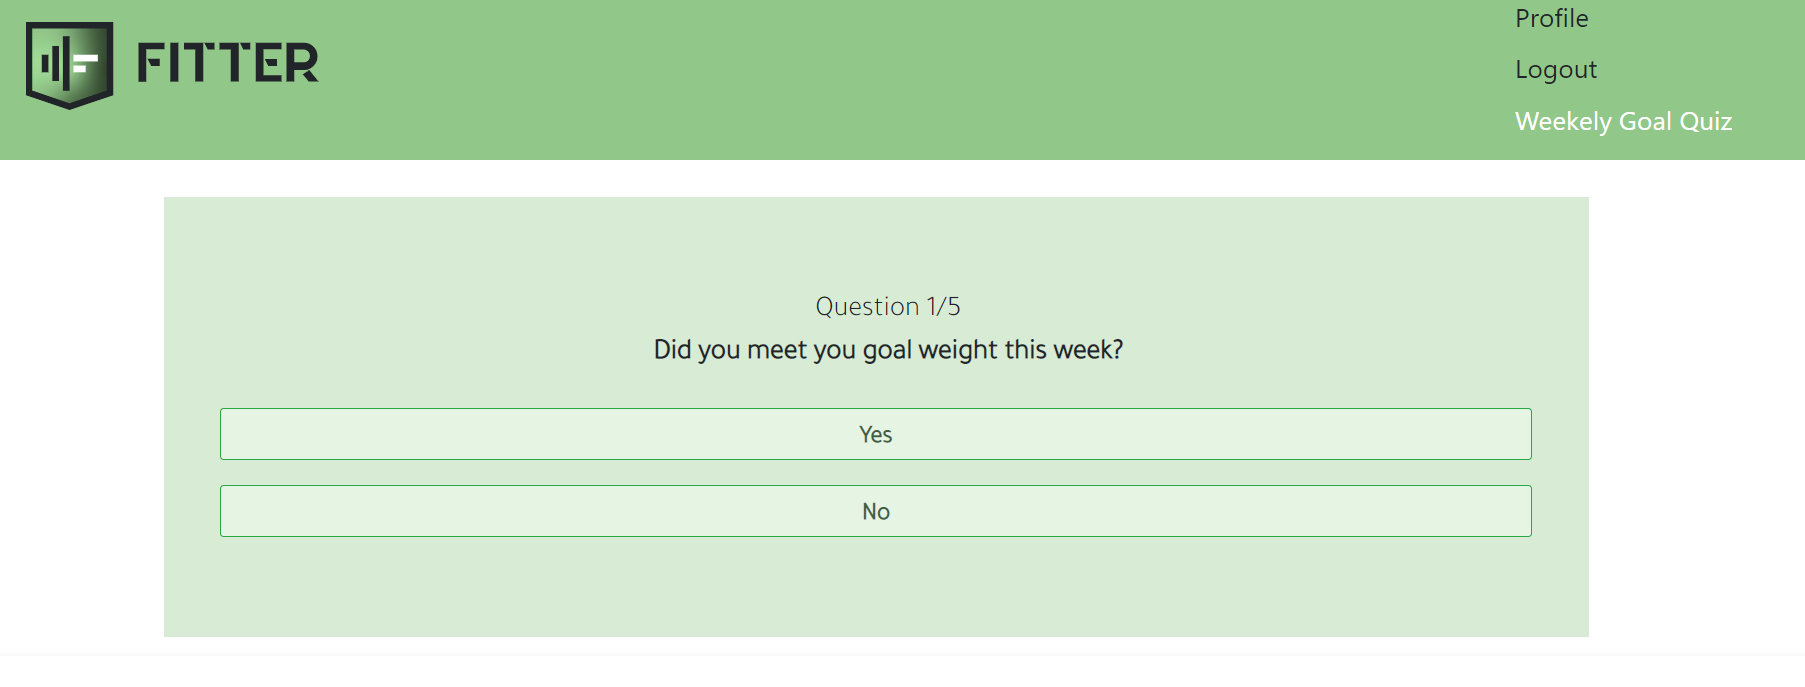 FITTER
Profile
Logout
Weekely Goal Quiz
Question 1/5
Did you meet you goal weight this week?
Yes
No